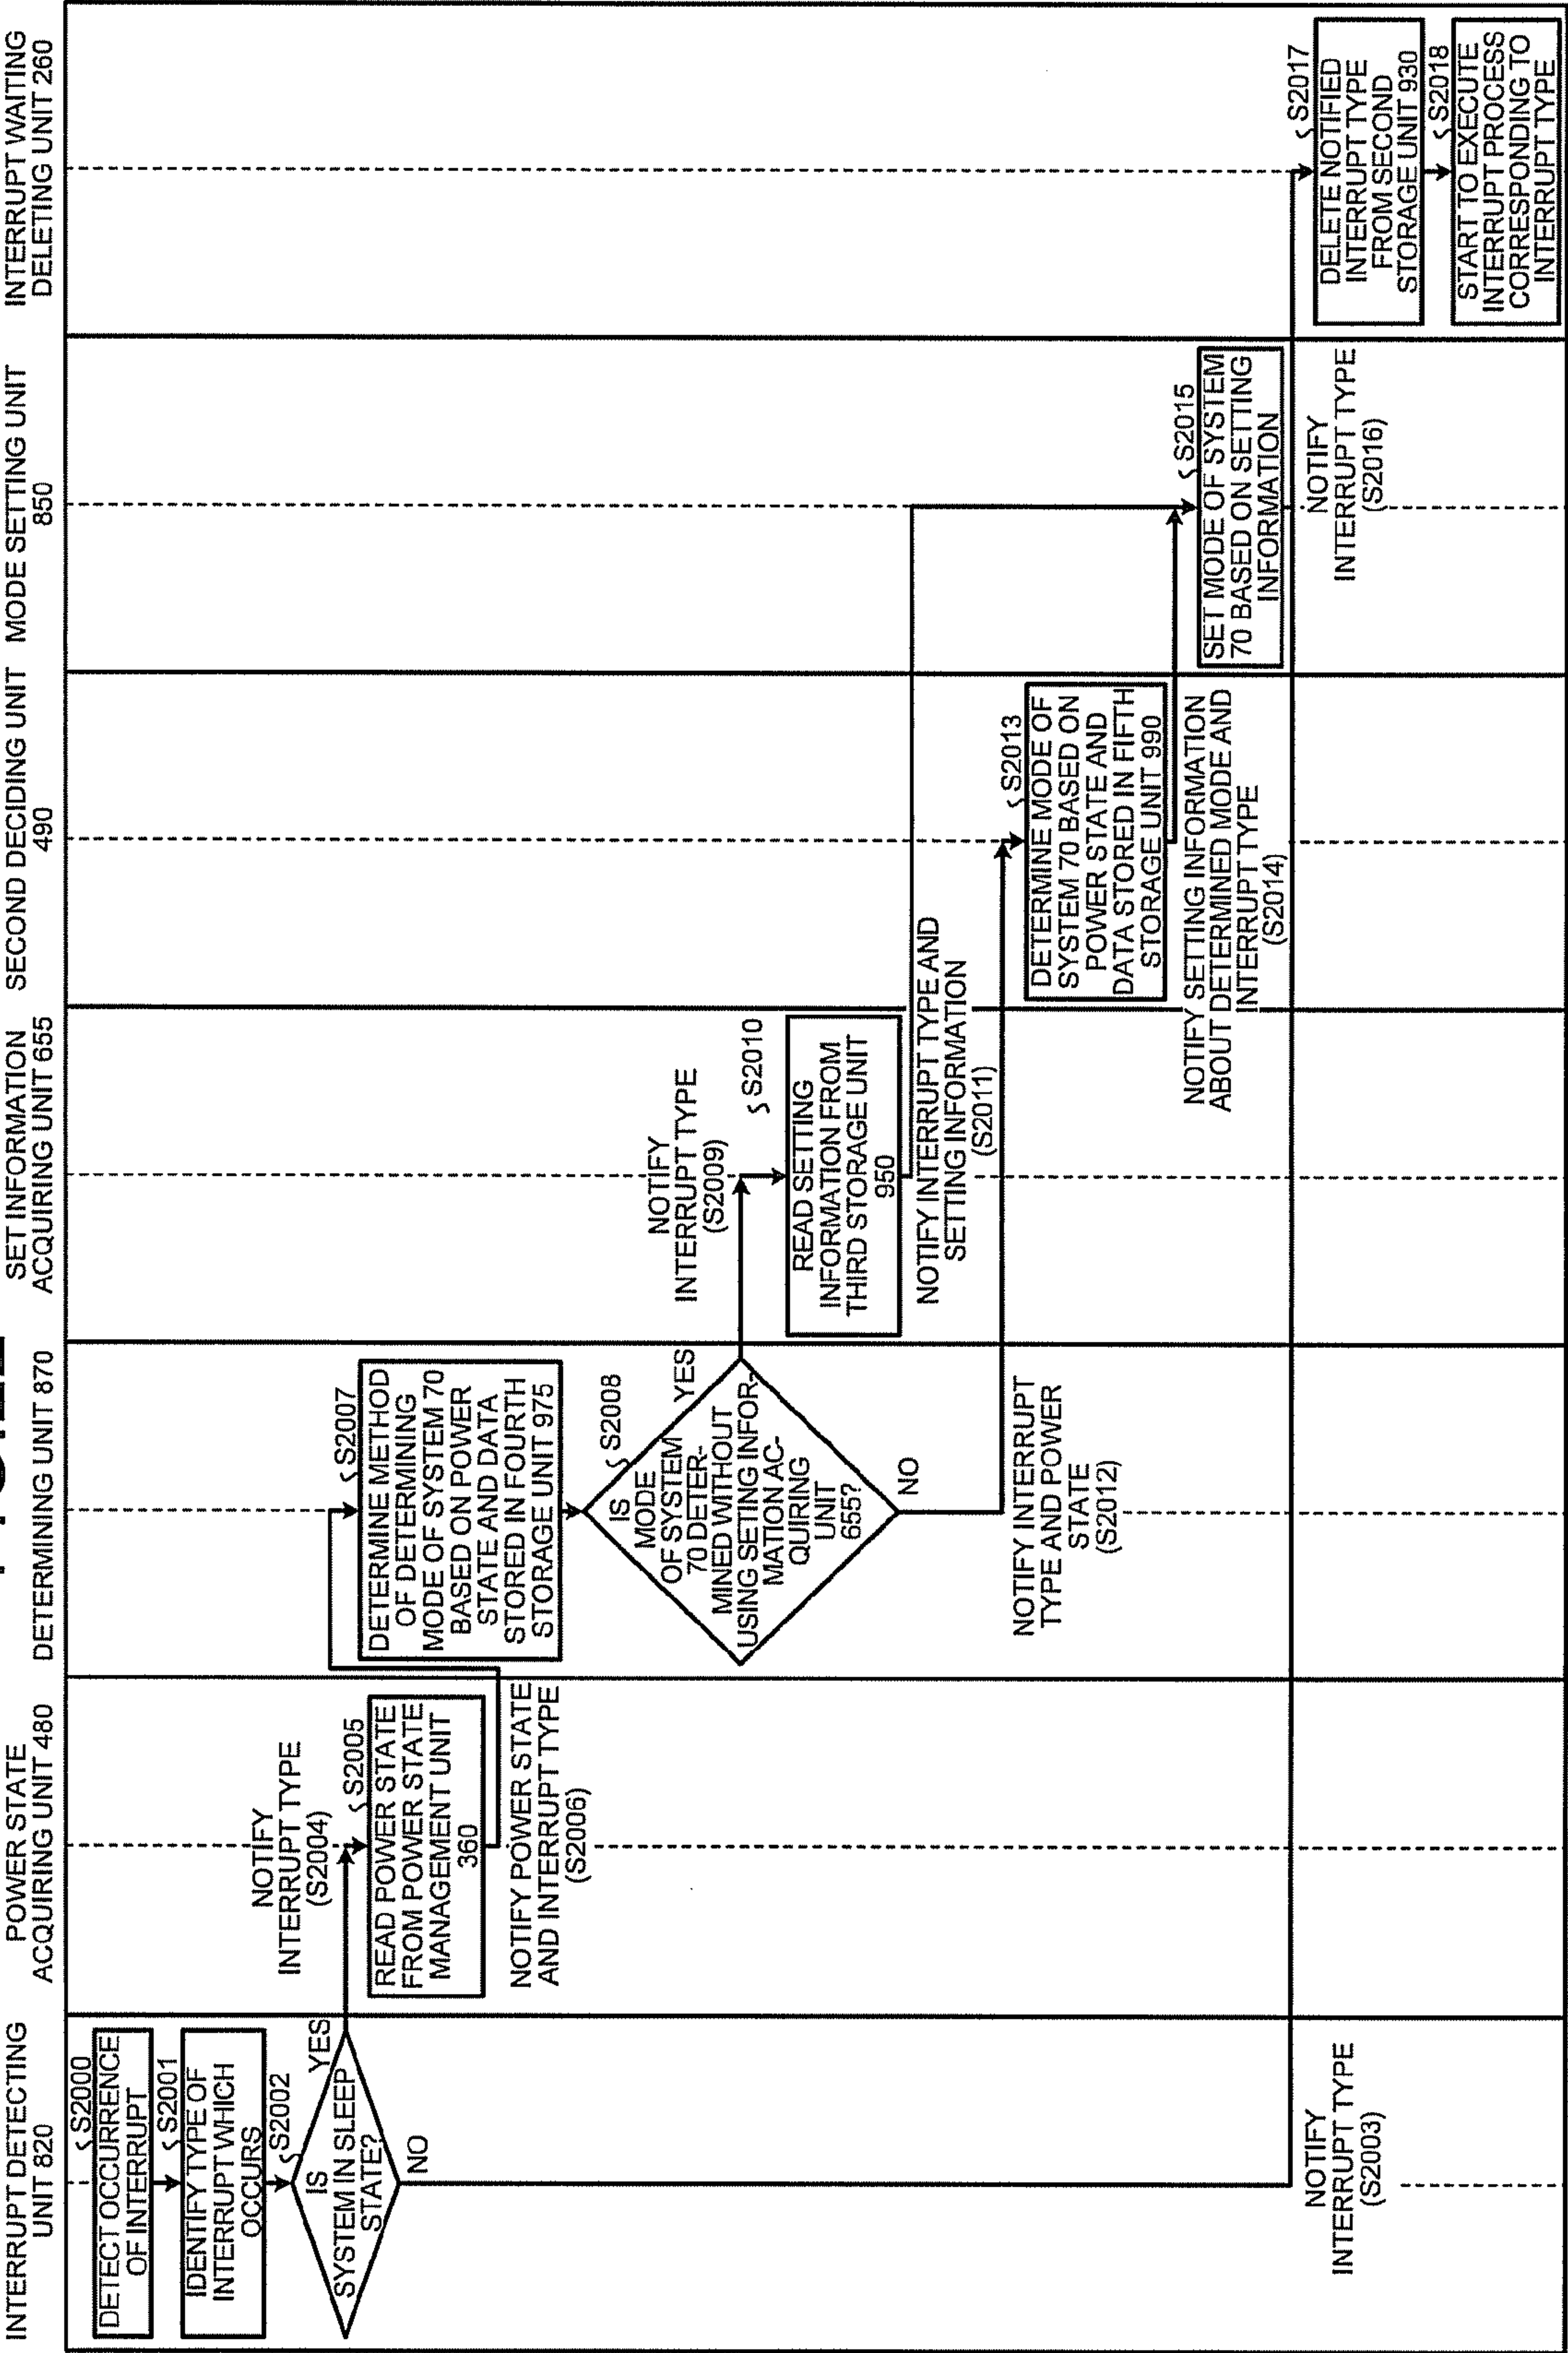 INTERRUPT DETECTING
UNIT 820
POWER STATE
ACQUIRING UNIT 480
DETERMINING UNIT 870
SET INFORMATION
ACQUIRING UNIT 655
SECOND DECIDING UNIT
490
MODE SETTING UNIT
850
INTERRUPT WAITING
DELETING UNIT 260
S2000
DETECT OCCURRENCE
OF INTERRUPT
S2001
IDENTIFY TYPE OF
INTERRUPT WHICH
OCCURS
S2002
IS
SYSTEM IN SLEEP
STATE?
YES
NO
NOTIFY
INTERRUPT TYPE
(S2003)
NOTIFY
INTERRUPT TYPE
(S2004)
S2005
READ POWER STATE
FROM POWER STATE
MANAGEMENT UNIT
360
NOTIFY POWER STATE
AND INTERRUPT TYPE
(S2006)
S2007
DETERMINE METHOD
OF DETERMINING
MODE OF SYSTEM 70
BASED ON POWER
STATE AND DATA
STORED IN FOURTH
STORAGE UNIT 975
S2008
IS
MODE
OF SYSTEM
70 DETER-
MINED WITHOUT
USING SETING INFOR-
MATION AC-
QUIRING
UNIT
655?
YES
NO
NOTIFY
INTERRUPT TYPE
(S2009)
S2010
READ SETTING
INFORMATION FROM
THIRD STORAGE UNIT
950
NOTIFY INTERRUPT TYPE AND
SETTING INFORMATION
(S2011)
NOTIFY INTERRUPT
TYPE AND POWER
STATE
(S2012)
S2013
DETERMINE MODE OF
SYSTEM 70 BASED ON
POWER STATE AND
DATA STORED IN FIFTH
STORAGE UNIT 990
NOTIFY SETTING INFORMATION
ABOUT DETERMINED MODE AND
INTERRUPT TYPE
(S2014)
S2015
SET MODE OF SYSTEM
70 BASED ON SETTING
INFORMATION
NOTIFY
INTERRUPT TYPE
(S2016)
S2017
DELETE NOTIFIED
INTERRUPT TYPE
FROM SECOND
STORAGE UNIT 930
S2018
START TO EXECUTE
INTERRUPT PROCESS
CORRESPONDING TO
INTERRUPT TYPE